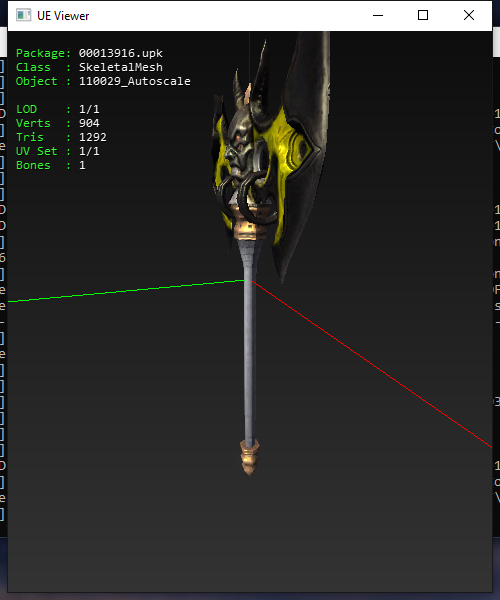 UE Viewer
Package: 00013916.upk
Class : SkeletalMesh
Object : 110029_Autoscale
LOD : 1/1
Verts : 904
Tris : 1292
UV Set : 1/1
Bones : 1